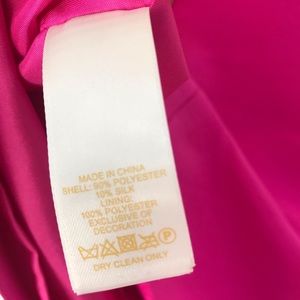 MADE IN CHINA
SHELL: 90% POLYESTER
10% SILK
LINING:
100% POLYESTER
EXCLUSIVE OF
DECORATION
P
DRY CLEAN ONLY